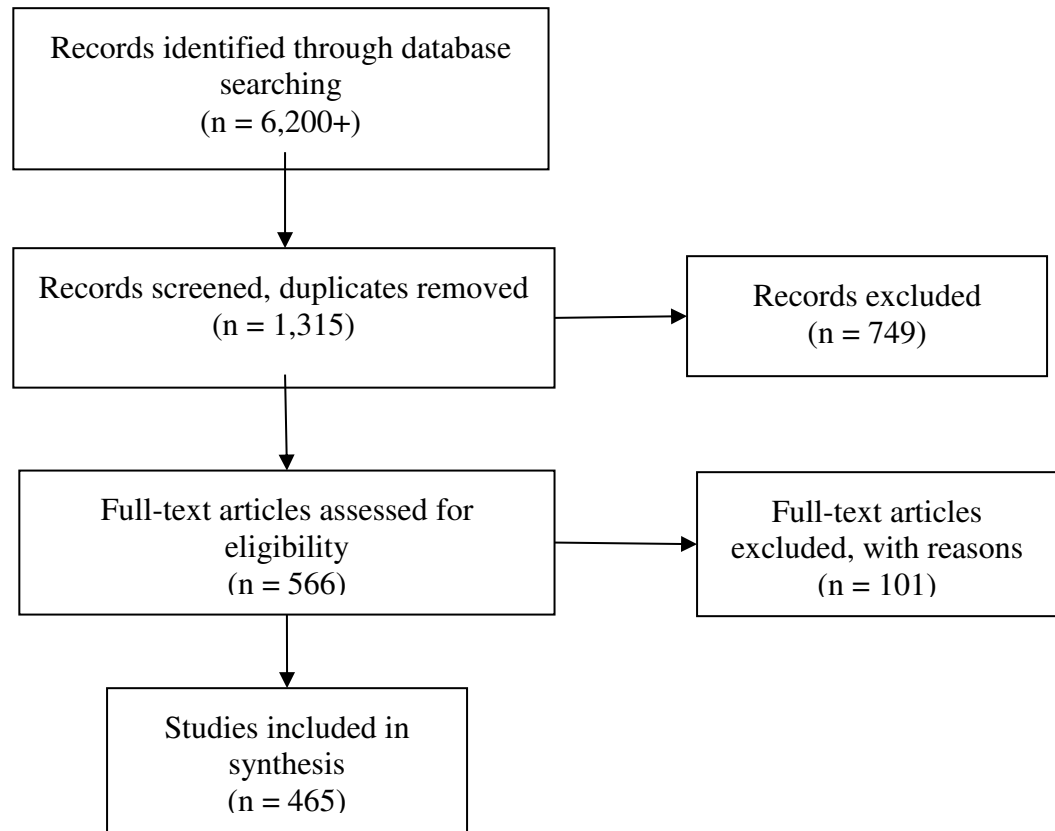 Records identified through database
searching
(n = 6,200+)
Records screened, duplicates removed
(n = 1,315)
Records excluded
(n = 749)
Full-text articles assessed for
eligibility
(n = 566)
Full-text articles
excluded, with reasons
(n = 101)
Studies included in
synthesis
(n = 465)